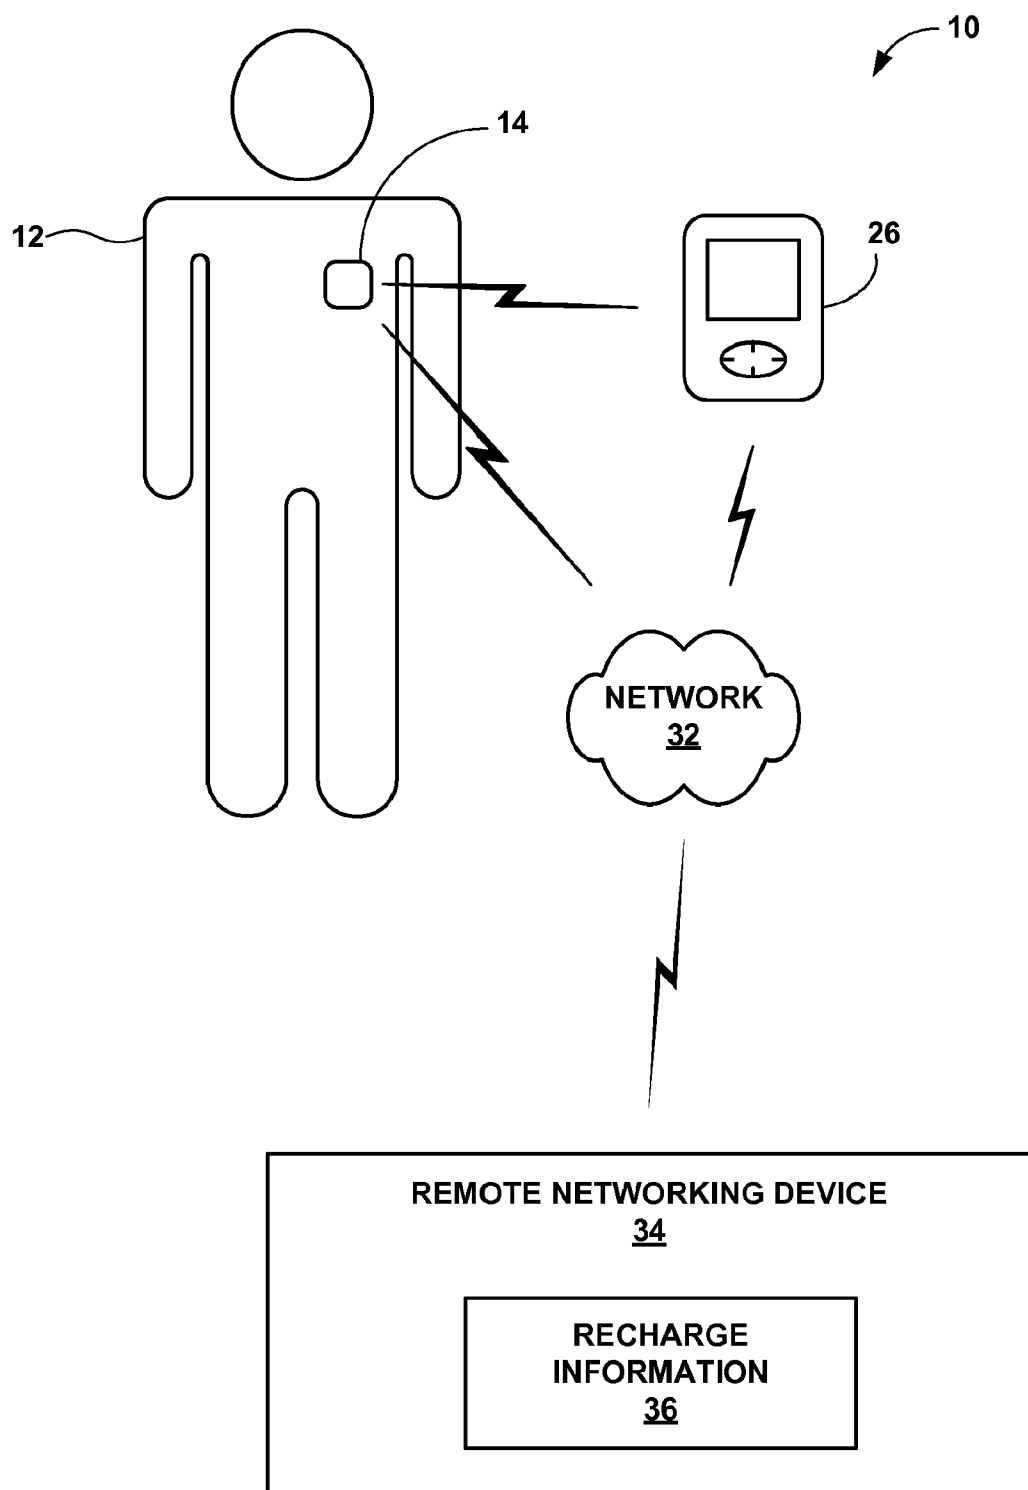 10
14
12
26
NETWORK
32
REMOTE NETWORKING DEVICE
34
RECHARGE
INFORMATION
36